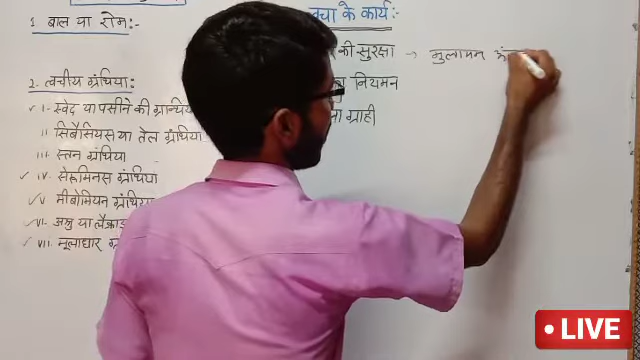 1. बाल या रोम:-
2. त्वचीय ग्रंथिया:-
✓ I- स्वेद या पसीने की ग्रन्थिय
II सिबैसियस या तेल ग्रंथिया
III- स्तन ग्रंथिया
✓ IV- सेरूमिनस ग्रंथिया
✓ V मीबोमियन ग्रंथिया
✓ VI- अश्रु या लैक्राइ
✓ VII- मूलाधार ग्र
त्वचा के कार्य:-
की सुरक्षा → मुलायम अं
नियमन
ग्राही
LIVE